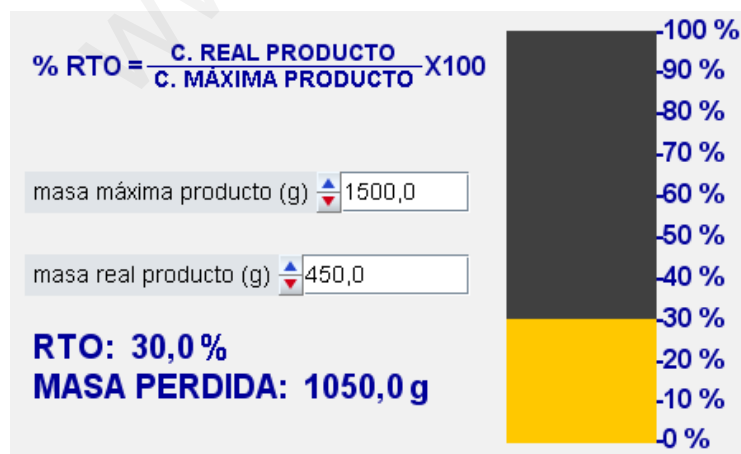 % RTO = C. REAL PRODUCTO X100
C. MÁXIMA PRODUCTO
masa máxima producto (g) 1500,0
masa real producto (g) 450,0
RTO: 30,0 %
MASA PERDIDA: 1050,0 g
100 %
90 %
80 %
70 %
60 %
50 %
40 %
30 %
20 %
10 %
0 %